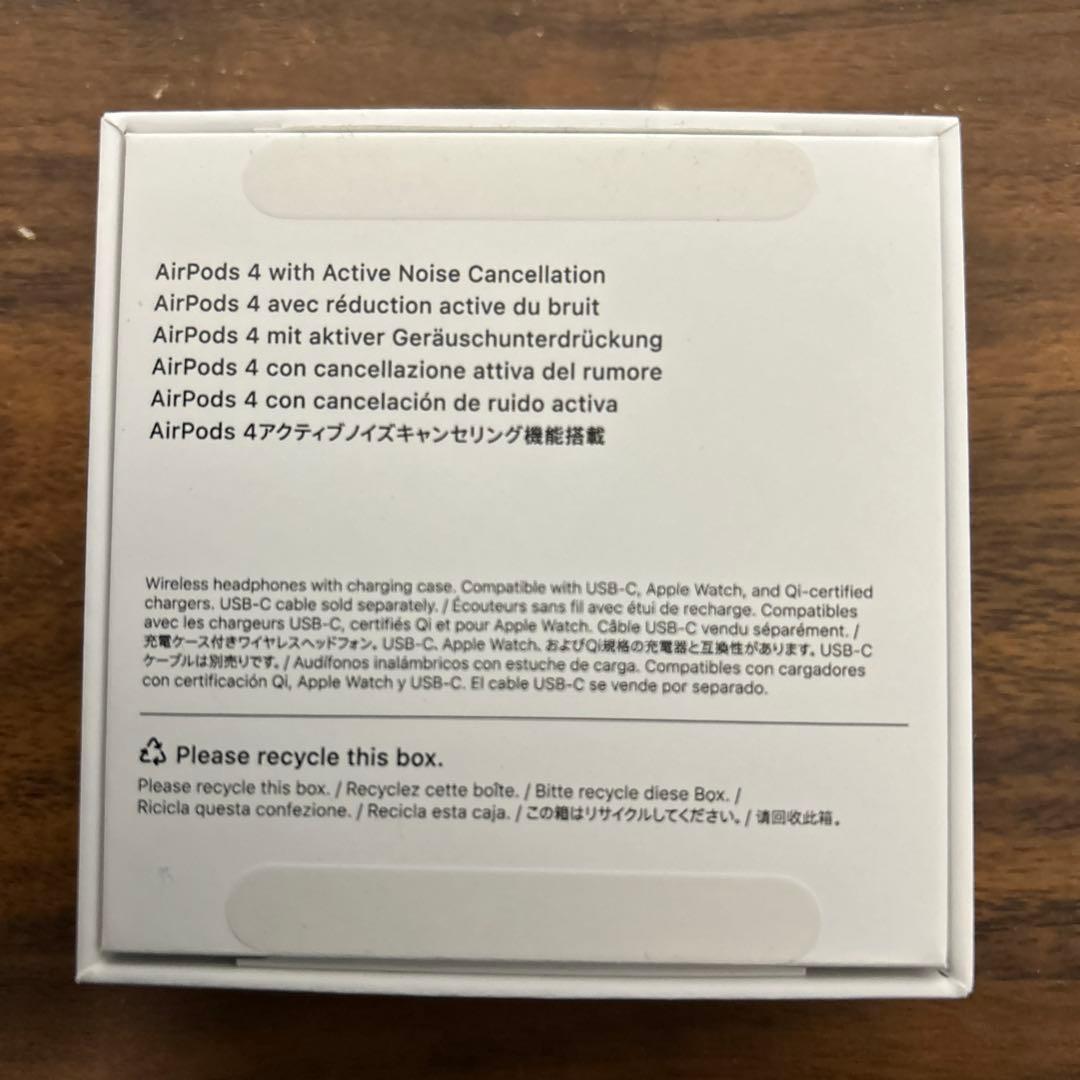 AirPods 4 with Active Noise Cancellation
AirPods 4 avec réduction active du bruit
AirPods 4 mit aktiver Geräuschunterdrückung
AirPods 4 con cancellazione attiva del rumore
AirPods 4 con cancelación de ruido activa
AirPods 4アクティブノイズキャンセリング機能搭載
Wireless headphones with charging case. Compatible with USB-C, Apple Watch, and Qi-certified
chargers. USB-C cable sold separately. / Écouteurs sans fil avec étui de recharge. Compatibles
avec les chargeurs USB-C, certifiés Qi et pour Apple Watch. Câble USB-C vendu séparément. /
充電ケース付きワイヤレスヘッドフォン。USB-C、Apple Watch、およびQi規格の充電器と互換性があります。USB-C
ケーブルは別売りです。/ Audífonos inalámbricos con estuche de carga. Compatibles con cargadores
con certificación Qi, Apple Watch y USB-C. El cable USB-C se vende por separado.
Please recycle this box.
Please recycle this box. / Recyclez cette boîte. / Bitte recycle diese Box. /
Ricicla questa confezione. / Recicla esta caja. / この箱はリサイクルしてください。/ 请回收此箱。